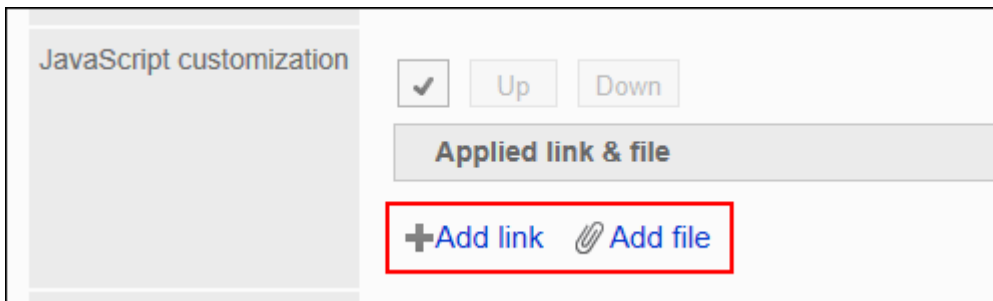 JavaScript customization
Up Down
Applied link & file
Add link Add file